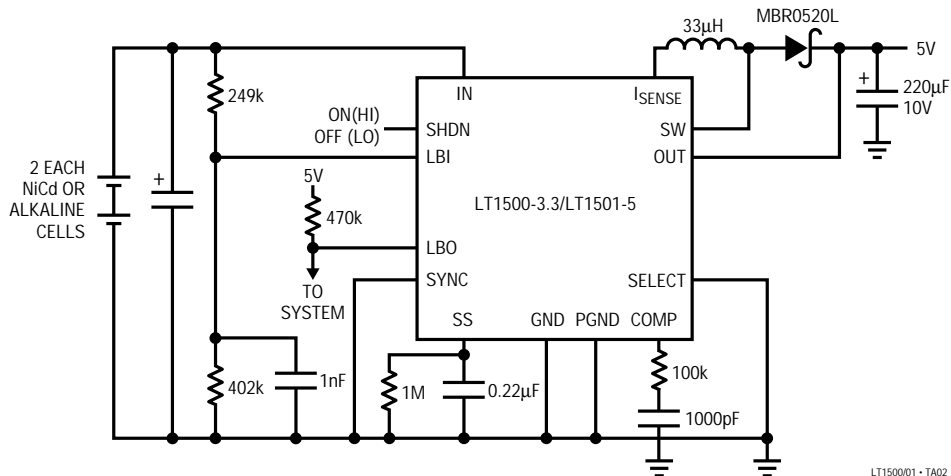 33µH
MBR0520L
5V
+
220µF
10V
249k
IN
ISENSE
ON(HI)
OFF (LO)
SHDN
SW
LBI
OUT
2 EACH
NiCd OR
ALKALINE
CELLS
+
5V
470k
LT1500-3.3/LT1501-5
LBO
TO
SYSTEM
SYNC
SELECT
SS
GND
PGND
COMP
402k
1nF
1M
0.22µF
100k
1000pF
LT1500/01 • TA02